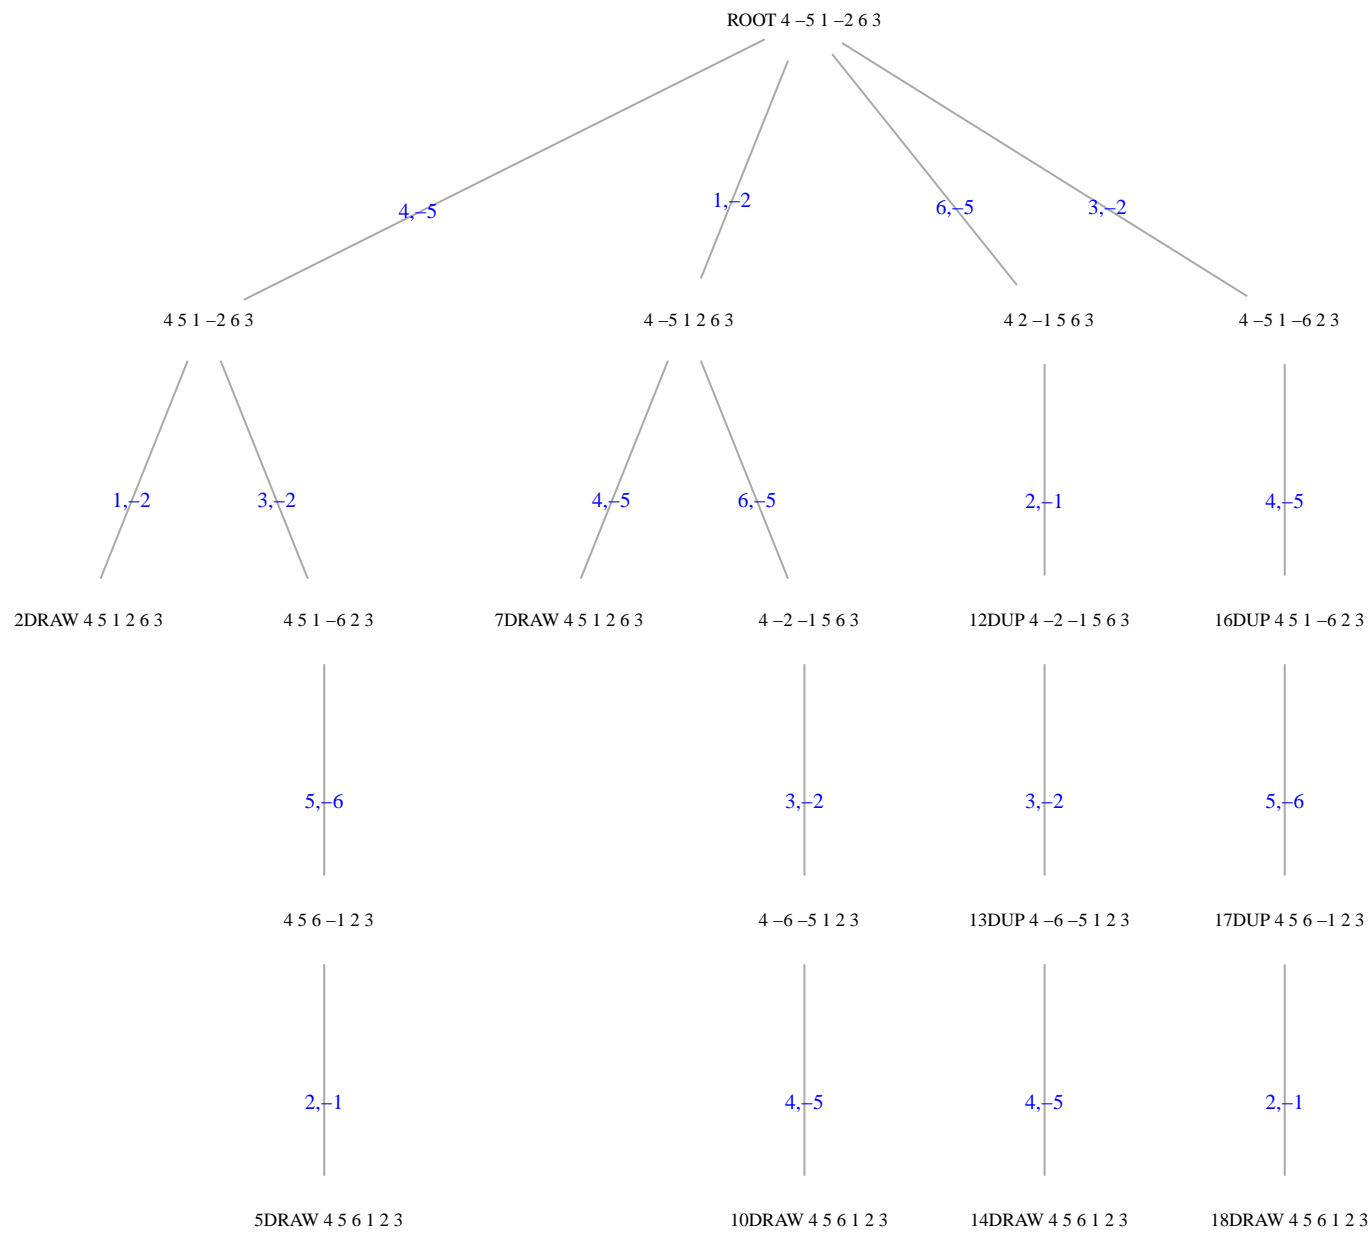 ROOT 4 –5 1 –2 6 3
4,–5
1,–2
6,–5
3,–2
4 5 1 –2 6 3
4 –5 1 2 6 3
4 2 –1 5 6 3
4 –5 1 –6 2 3
1,–2
3,–2
4,–5
6,–5
2,–1
4,–5
2DRAW 4 5 1 2 6 3
4 5 1 –6 2 3
7DRAW 4 5 1 2 6 3
4 –2 –1 5 6 3
12DUP 4 –2 –1 5 6 3
16DUP 4 5 1 –6 2 3
5,–6
3,–2
3,–2
5,–6
4 5 6 –1 2 3
4 –6 –5 1 2 3
13DUP 4 –6 –5 1 2 3
17DUP 4 5 6 –1 2 3
2,–1
4,–5
4,–5
2,–1
5DRAW 4 5 6 1 2 3
10DRAW 4 5 6 1 2 3
14DRAW 4 5 6 1 2 3
18DRAW 4 5 6 1 2 3